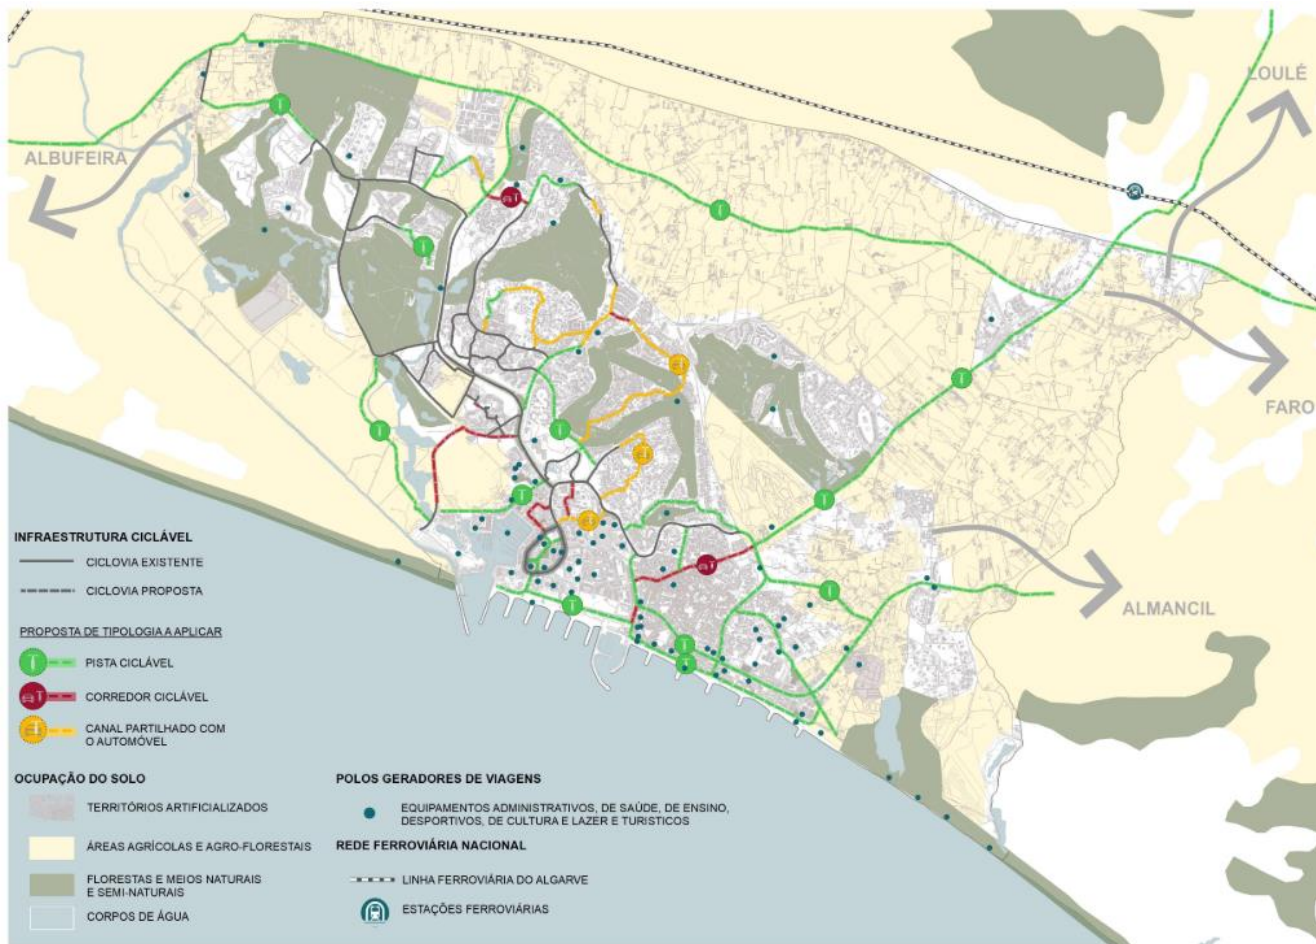 LOULÉ
ALBUFEIRA
FARO
ALMANCIL
INFRAESTRUTURA CICLÁVEL
CICLOVIA EXISTENTE
CICLOVIA PROPOSTA
PROPOSTA DE TIPOLOGIA A APLICAR
PISTA CICLÁVEL
CORREDOR CICLÁVEL
CANAL PARTILHADO COM
O AUTOMÓVEL
OCUPAÇÃO DO SOLO
TERRITÓRIOS ARTIFICIALIZADOS
ÁREAS AGRÍCOLAS E AGRO-FLORESTAIS
FLORESTAS E MEIOS NATURAIS
E SEMI-NATURAIS
CORPOS DE ÁGUA
POLOS GERADORES DE VIAGENS
EQUIPAMENTOS ADMINISTRATIVOS, DE SAÚDE, DE ENSINO,
DESPORTIVOS, DE CULTURA E LAZER E TURISTICOS
REDE FERROVIÁRIA NACIONAL
LINHA FERROVIÁRIA DO ALGARVE
ESTAÇÕES FERROVIÁRIAS